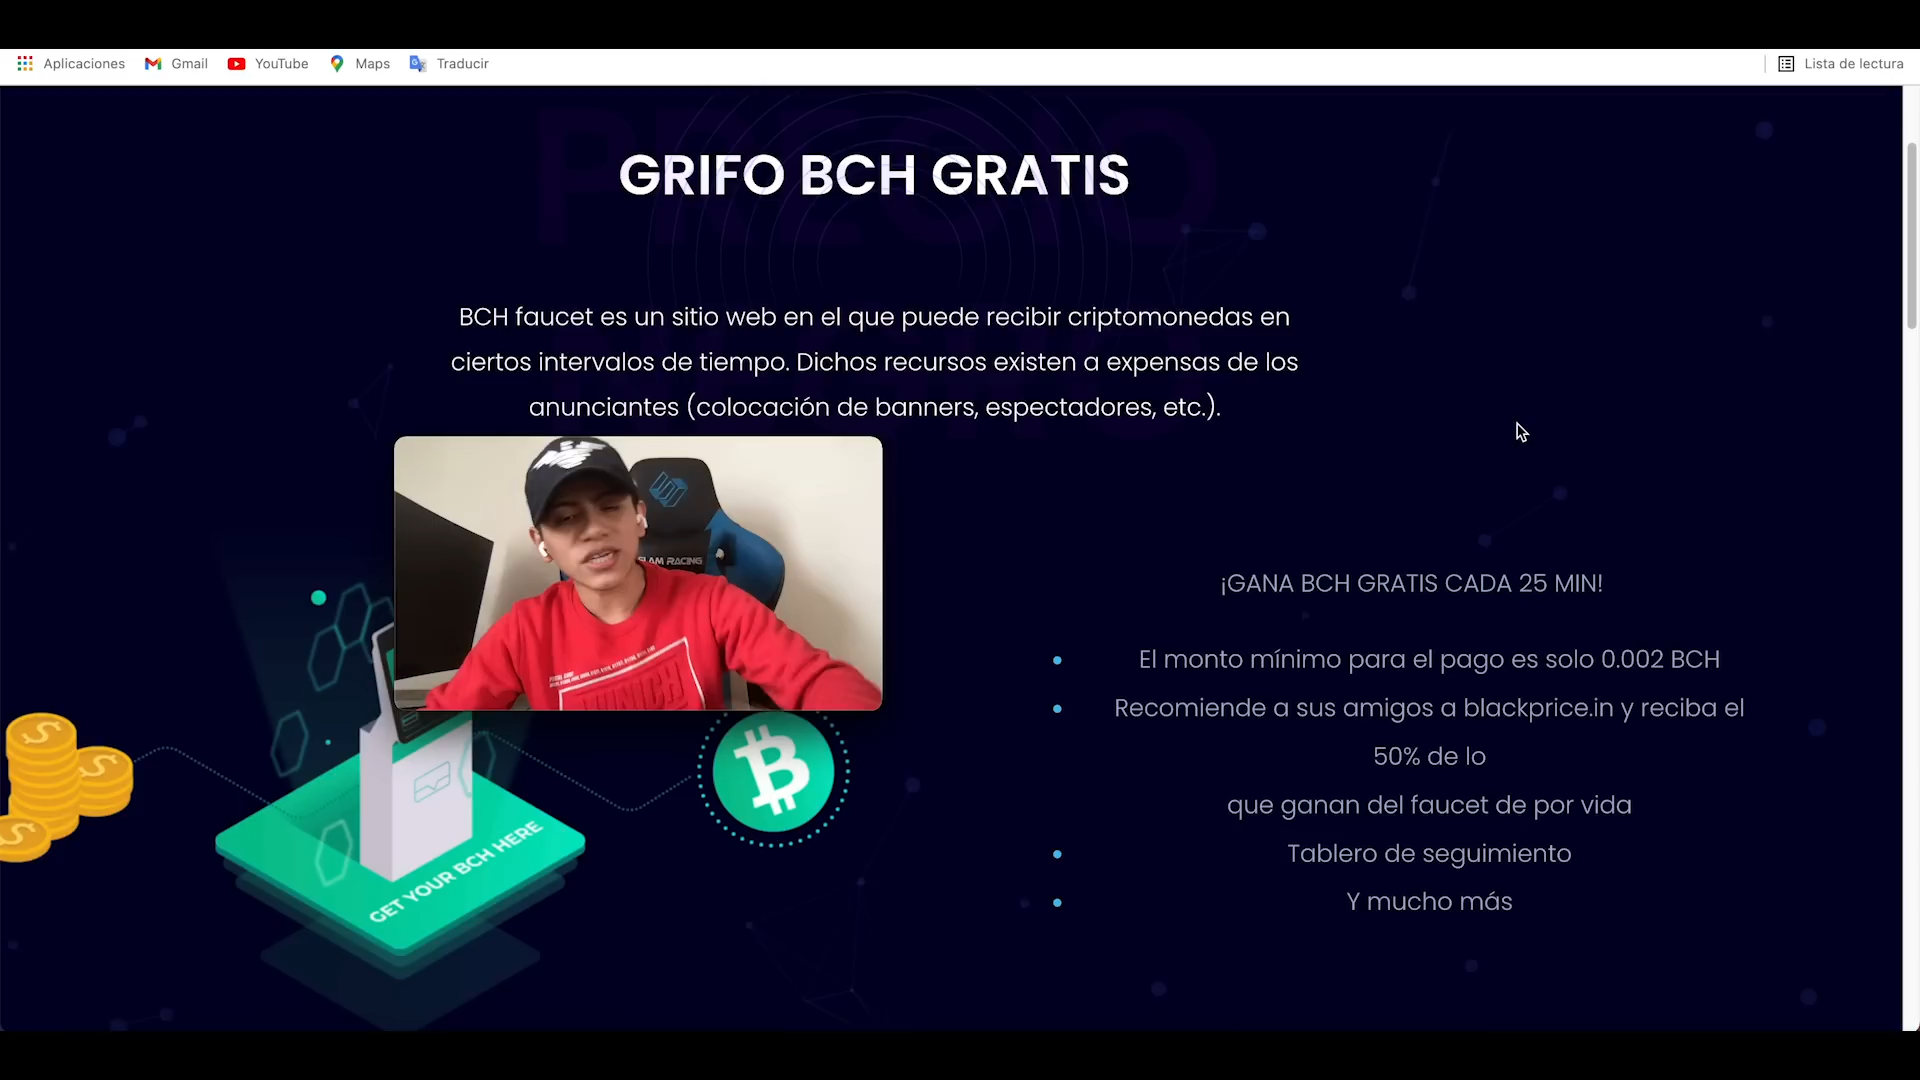 Aplicaciones
Gmail
YouTube
Maps
Traducir
Lista de lectura
GRIFO BCH GRATIS
BCH faucet es un sitio web en el que puede recibir criptomonedas en
ciertos intervalos de tiempo. Dichos recursos existen a expensas de los
anunciantes (colocación de banners, espectadores, etc.).
SLAM RACING
¡GANA BCH GRATIS CADA 25 MIN!
El monto mínimo para el pago es solo 0.002 BCH
Recomiende a sus amigos a blackprice.in y reciba el
50% de lo
que ganan del faucet de por vida
Tablero de seguimiento
Y mucho más
GET YOUR BCH HERE